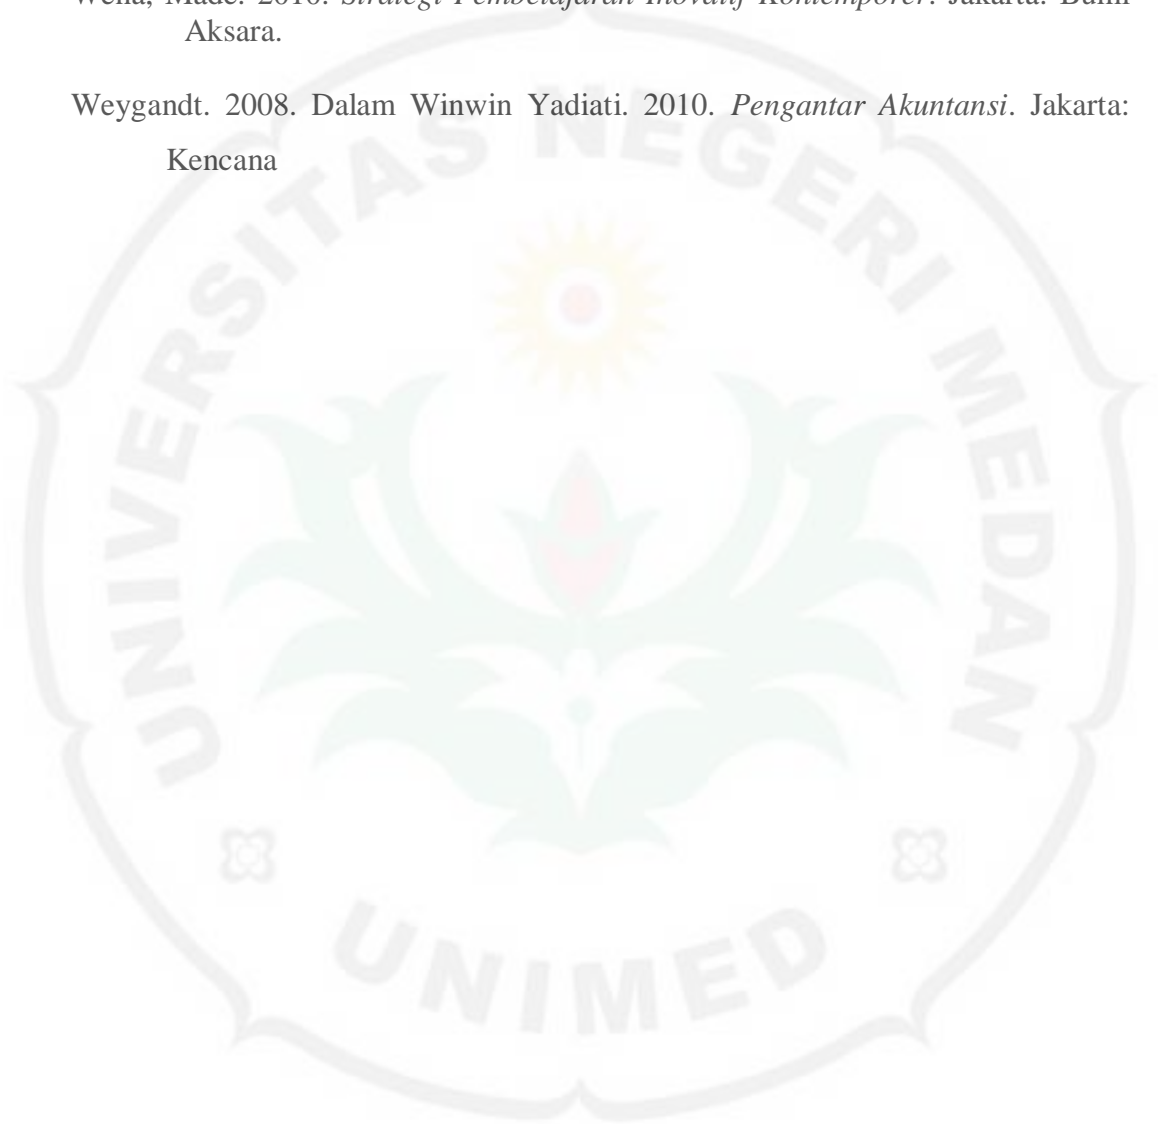 Wena, Made. 2010. Strategi Pembelajaran Inovatif Kontemporer. Jakarta: Bumi
Aksara.
Weygandt. 2008. Dalam Winwin Yadiati. 2010. Pengantar Akuntansi. Jakarta:
Kencana
UNIVERSITAS NEGERI MEDAN
UNIMED